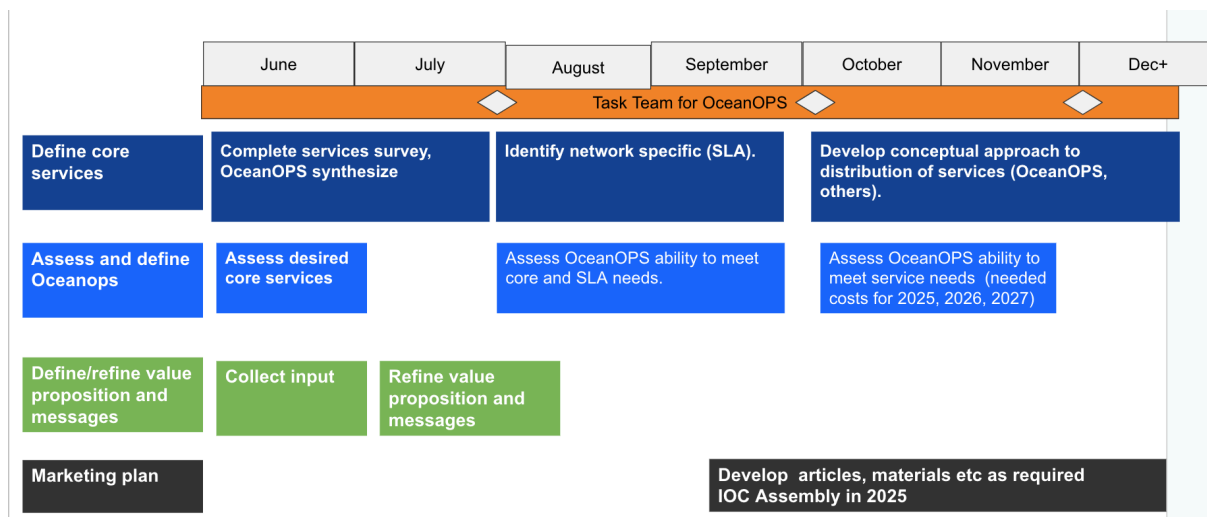 June
July
August
September
October
November
Dec+
Task Team for OceanOPS
Define core
services
Complete services survey,
OceanOPS synthesize
Identify network specific (SLA).
Develop conceptual approach to
distribution of services (OceanOPS,
others).
Assess and define
Oceanops
Assess desired
core services
Assess OceanOPS ability to meet
core and SLA needs.
Assess OceanOPS ability to
meet service needs  (needed
costs for 2025, 2026, 2027)
Define/refine value
proposition and
messages
Collect input
Refine value
proposition and
messages
Marketing plan
Develop  articles, materials etc as required
IOC Assembly in 2025